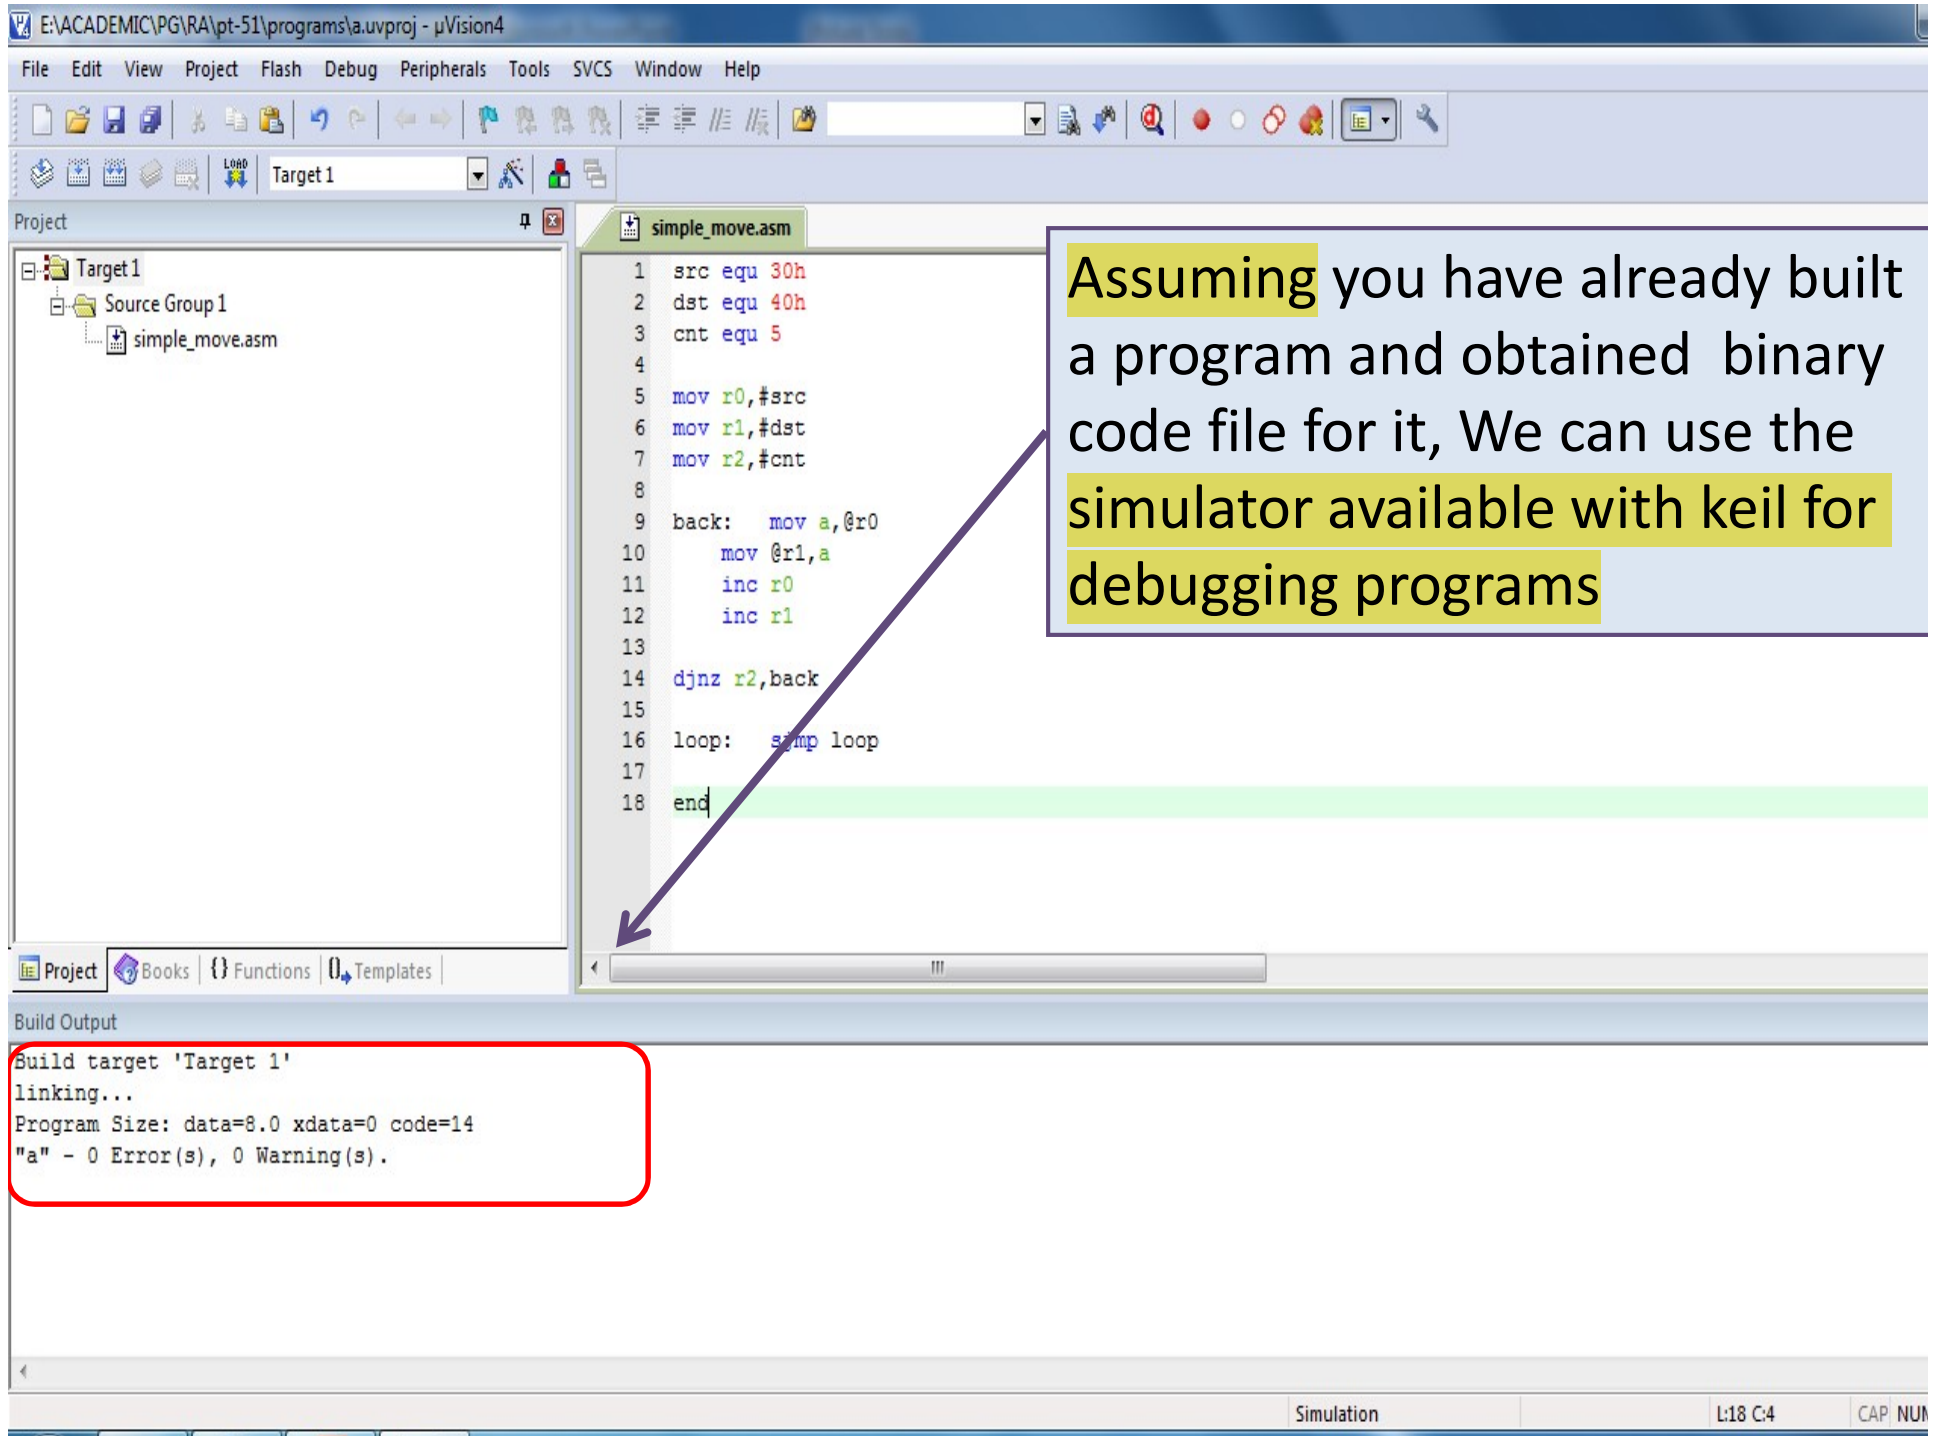 E:\ACADEMIC\PG\RA\pt-51\programs\a.uvproj - µVision4
File Edit View Project Flash Debug Peripherals Tools SVCS Window Help
LOAD Target 1
Project
simple_move.asm
Target 1
Source Group 1
simple_move.asm
1 src equ 30h
2 dst equ 40h
3 cnt equ 5
4
5 mov r0,#src
6 mov r1,#dst
7 mov r2,#cnt
8
9 back: mov a,@r0
10 mov @r1,a
11 inc r0
12 inc r1
13
14 djnz r2,back
15
16 loop: sjmp loop
17
18 end
Assuming you have already built
a program and obtained binary
code file for it, We can use the
simulator available with keil for
debugging programs
Project Books {} Functions Templates
Build Output
Build target 'Target 1'
linking...
Program Size: data=8.0 xdata=0 code=14
"a" - 0 Error(s), 0 Warning(s).
Simulation L:18 C:4 CAP NUM